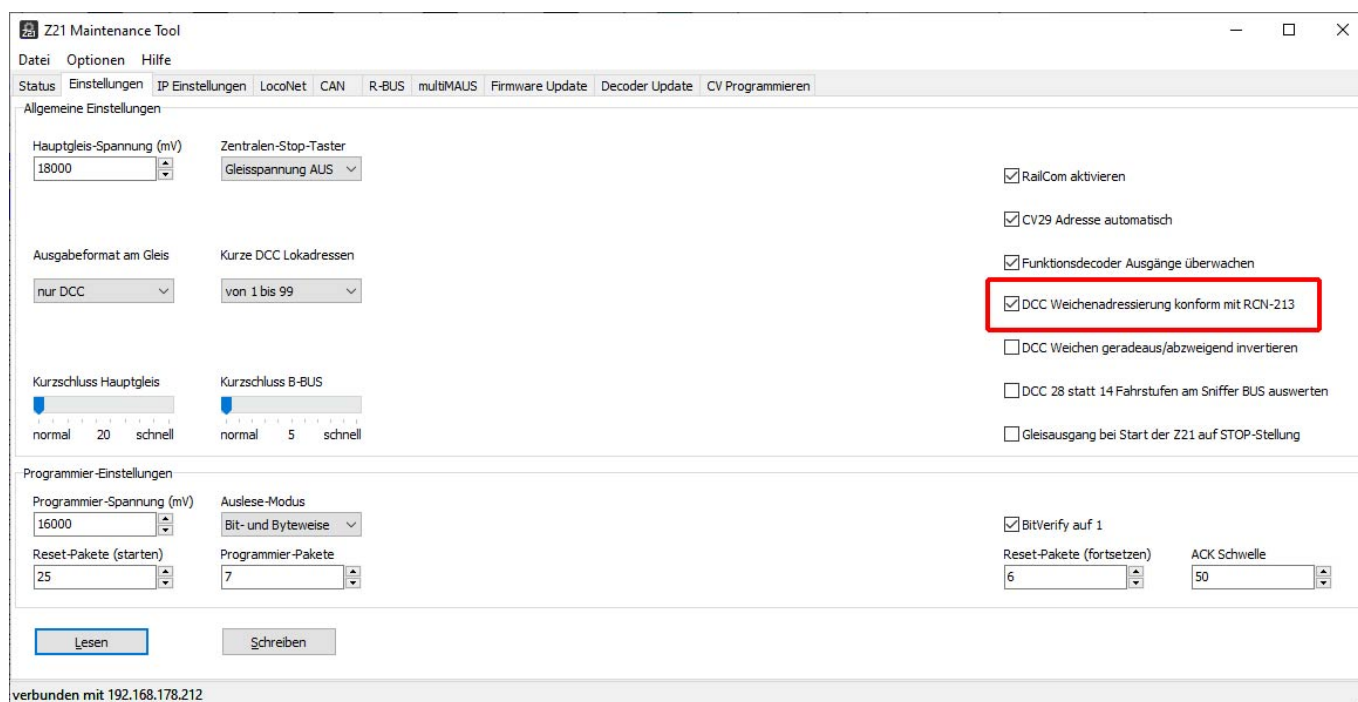 Z21 Maintenance Tool
Datei Optionen Hilfe
Status Einstellungen IP Einstellungen LocoNet CAN R-BUS multiMAUS Firmware Update Decoder Update CV Programmieren
Allgemeine Einstellungen
Hauptgleis-Spannung (mV) Zentralen-Stop-Taster
18000 Gleisspannung AUS
RailCom aktivieren
CV29 Adresse automatisch
Ausgabeformat am Gleis Kurze DCC Lokadressen
Funktionsdecoder Ausgänge überwachen
nur DCC von 1 bis 99
DCC Weichenadressierung konform mit RCN-213
DCC Weichen geradeaus/abzweigend invertieren
Kurzschluss Hauptgleis Kurzschluss B-BUS
DCC 28 statt 14 Fahrstufen am Sniffer BUS auswerten
normal 20 schnell normal 5 schnell
Gleisausgang bei Start der Z21 auf STOP-Stellung
Programmier-Einstellungen
Programmier-Spannung (mV) Auslese-Modus
16000 Bit- und Byteweise BitVerify auf 1
Reset-Pakete (starten) Programmier-Pakete Reset-Pakete (fortsetzen) ACK Schwelle
25 7 6 50
Lesen Schreiben
verbunden mit 192.168.178.212